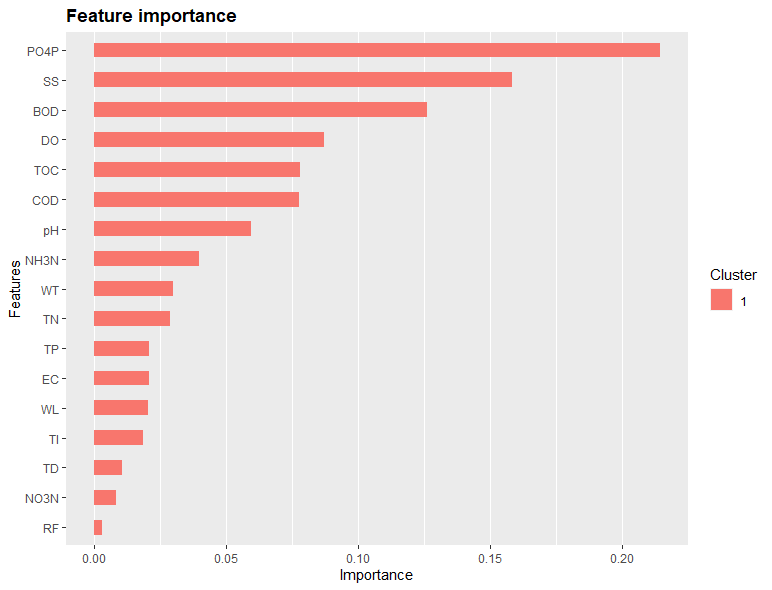 Feature importance
PO4P
SS
BOD
DO
TOC
COD
pH
NH3N
WT
TN
TP
EC
WL
TI
TD
NO3N
RF
Features
0.00 0.05 0.10 0.15 0.20
Importance
Cluster
1